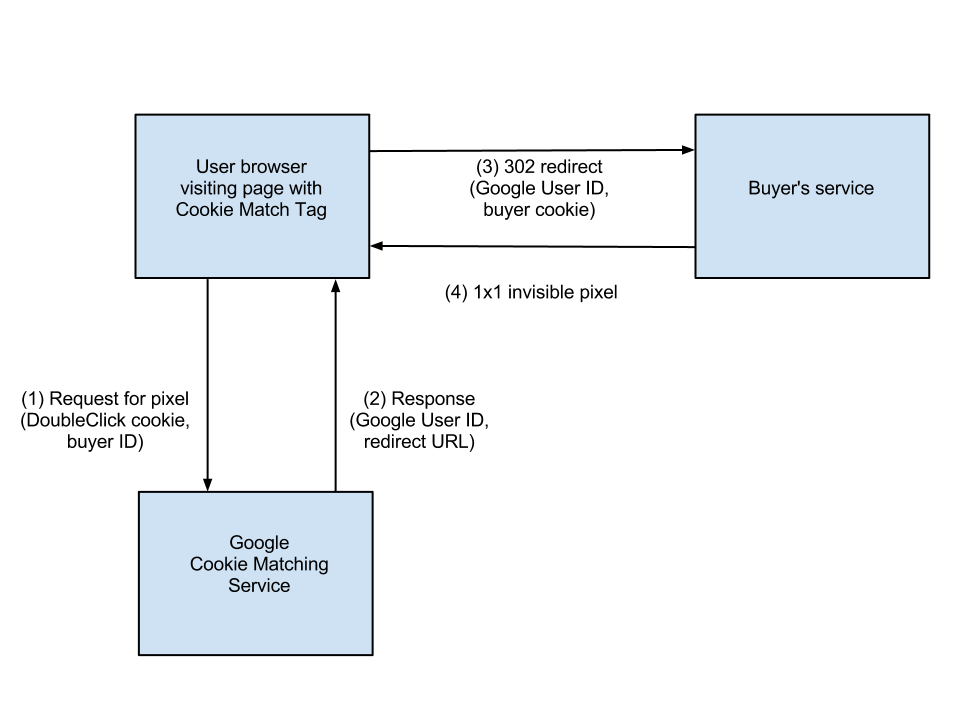 User browser
visiting page with
Cookie Match Tag
(3) 302 redirect
(Google User ID,
buyer cookie)
Buyer's service
(4) 1x1 invisible pixel
(1) Request for pixel
(DoubleClick cookie,
buyer ID)
(2) Response
(Google User ID,
redirect URL)
Google
Cookie Matching
Service